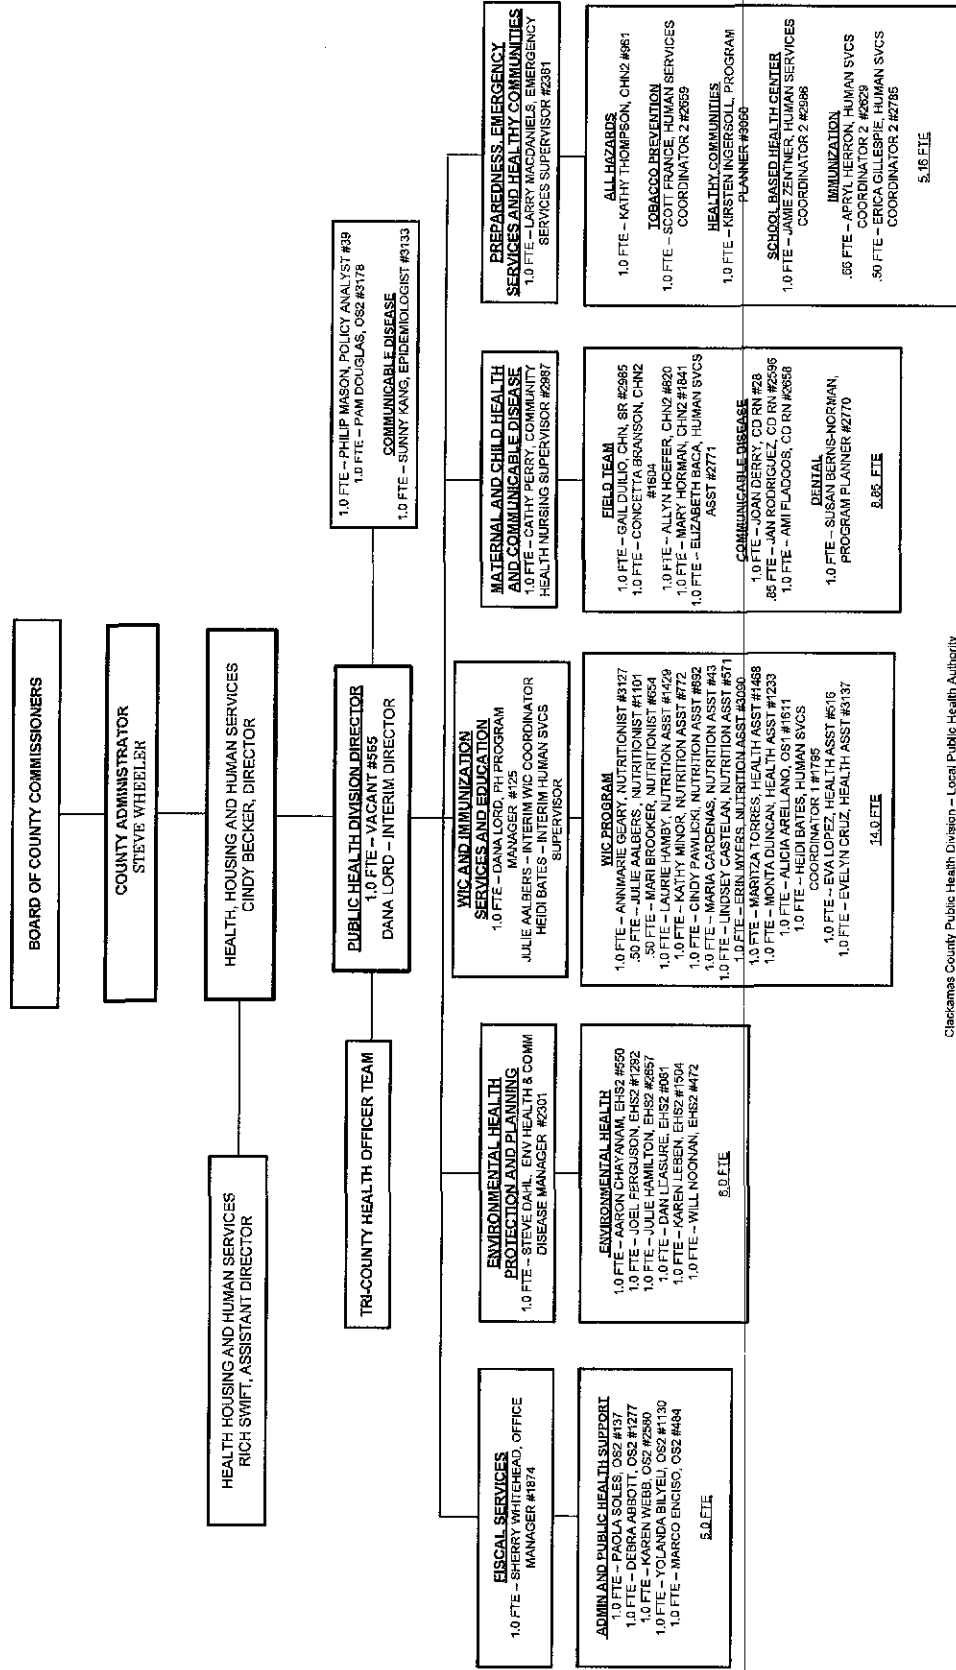 BOARD OF COUNTY COMMISSIONERS
COUNTY ADMINISTRATOR
STEVE WHEELER
HEALTH, HOUSING AND HUMAN SERVICES
CINDY BECKER, DIRECTOR
HEALTH HOUSING AND HUMAN SERVICES
RICH SWIFT, ASSISTANT DIRECTOR
PUBLIC HEALTH DIVISION DIRECTOR
1.0 FTE – VACANT #565
DANA LORD – INTERIM DIRECTOR
TRI-COUNTY HEALTH OFFICER TEAM
1.0 FTE – PHILIP MASON, POLICY ANALYST #39
1.0 FTE – PAM DOUGLAS, OS2 #3178
COMMUNICABLE DISEASE
1.0 FTE – SUNNY KANG, EPIDEMIOLOGIST #3133
FISCAL SERVICES
1.0 FTE – SHERRY WHITEHEAD, OFFICE
MANAGER #1874
ADMIN AND PUBLIC HEALTH SUPPORT
1.0 FTE – PAOLA SOLES, OS2 #137
1.0 FTE – DEBRA ABBOTT, OS2 #1277
1.0 FTE – KAREN WEBB, OS2 #2580
1.0 FTE – YOLANDA BILYEU, OS2 #1130
1.0 FTE – MARCO ENCISO, OS2 #484
5.0 FTE
ENVIRONMENTAL HEALTH
PROTECTION AND PLANNING
1.0 FTE – STEVE DAHL, ENV HEALTH & COMM
DISEASE MANAGER #2301
ENVIRONMENTAL HEALTH
1.0 FTE – AARON CHAYANAM, EHS2 #550
1.0 FTE – JOEL FERGUSON, EHS2 #1292
1.0 FTE – JULIE HAMILTON, EHS2 #2657
1.0 FTE – DAN LEASURE, EHS2 #081
1.0 FTE – KAREN LEBEN, EHS2 #1504
1.0 FTE – WILL NOONAN, EHS2 #472
6.0 FTE
WIC AND IMMUNIZATION
SERVICES AND EDUCATION
1.0 FTE – DANA LORD, PH PROGRAM
MANAGER #125
JULIE AALBERS – INTERIM WIC COORDINATOR
HEIDI BATES – INTERIM HUMAN SVCS
SUPERVISOR
WIC PROGRAM
1.0 FTE – ANNMARIE GEARY, NUTRITIONIST #3127
.50 FTE – JULIE AALBERS, NUTRITIONIST #1101
.50 FTE – MARI BROOKER, NUTRITIONIST #654
1.0 FTE – LAURIE HAMBY, NUTRITION ASST #1429
1.0 FTE – KATHY MINOR, NUTRITION ASST #772
1.0 FTE – CINDY PAWLICKI, NUTRITION ASST #692
1.0 FTE – MARIA CARDENAS, NUTRITION ASST #43
1.0 FTE – LINDSEY CASTELAN, NUTRITION ASST #571
1.0 FTE – ERIN MYERS, NUTRITION ASST #3090
1.0 FTE – MARITZA TORRES, HEALTH ASST #1468
1.0 FTE – MONTA DUNCAN, HEALTH ASST #1233
1.0 FTE – ALICIA ARELLANO, OS1 #1611
1.0 FTE – HEIDI BATES, HUMAN SVCS
COORDINATOR 1 #1795
1.0 FTE – EVA LOPEZ, HEALTH ASST #516
1.0 FTE – EVELYN CRUZ, HEALTH ASST #3137
14.0 FTE
MATERNAL AND CHILD HEALTH
AND COMMUNICABLE DISEASE
1.0 FTE – CATHY PERRY, COMMUNITY
HEALTH NURSING SUPERVISOR #2987
FIELD TEAM
1.0 FTE – GAIL DUILIO, CHN, SR #2985
1.0 FTE – CONCETTA BRANSON, CHN2
#1604
1.0 FTE – ALLYN HOEFER, CHN2 #820
1.0 FTE – MARY HORMAN, CHN2 #1841
1.0 FTE – ELIZABETH BACA, HUMAN SVCS
ASST #2771
COMMUNICABLE DISEASE
1.0 FTE – JOAN DERRY, CD RN #28
.85 FTE – JAN RODRIGUEZ, CD RN #2596
1.0 FTE – AMI FLADOOS, CD RN #2658
DENTAL
1.0 FTE – SUSAN BERNS-NORMAN,
PROGRAM PLANNER #2770
8.85 FTE
PREPAREDNESS, EMERGENCY
SERVICES AND HEALTHY COMMUNITIES
1.0 FTE – LARRY MACDANIELS, EMERGENCY
SERVICES SUPERVISOR #2381
ALL HAZARDS
1.0 FTE – KATHY THOMPSON, CHN2 #961
TOBACCO PREVENTION
1.0 FTE – SCOTT FRANCE, HUMAN SERVICES
COORDINATOR 2 #2659
HEALTHY COMMUNITIES
1.0 FTE – KIRSTEN INGERSOLL, PROGRAM
PLANNER #3060
SCHOOL BASED HEALTH CENTER
1.0 FTE – JAMIE ZENTNER, HUMAN SERVICES
COORDINATOR 2 #2986
IMMUNIZATION
.66 FTE – APRYL HERRON, HUMAN SVCS
COORDINATOR 2 #2629
.50 FTE – ERICA GILLESPIE, HUMAN SVCS
COORDINATOR 2 #2785
5.16 FTE
Clackamas County Public Health Division – Local Public Health Authority